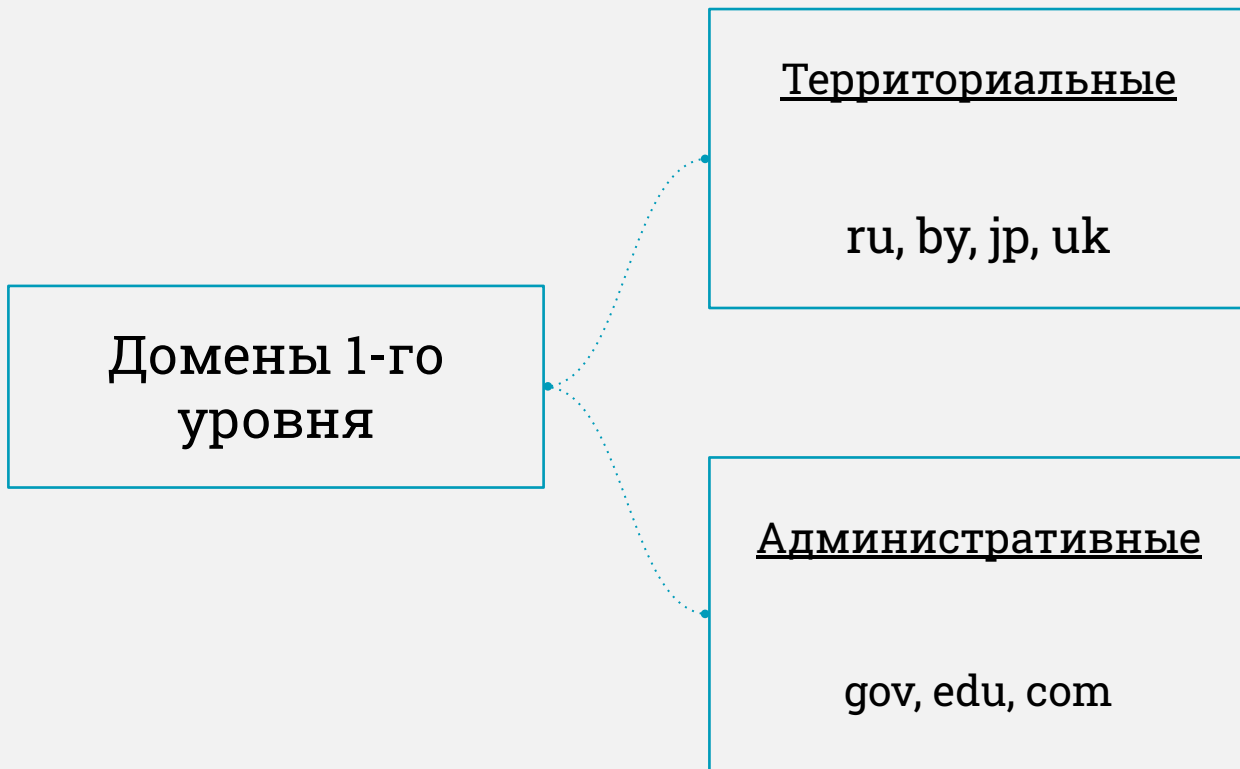 Территориальные
ru, by, jp, uk
Домены 1-го
уровня
Административные
gov, edu, com